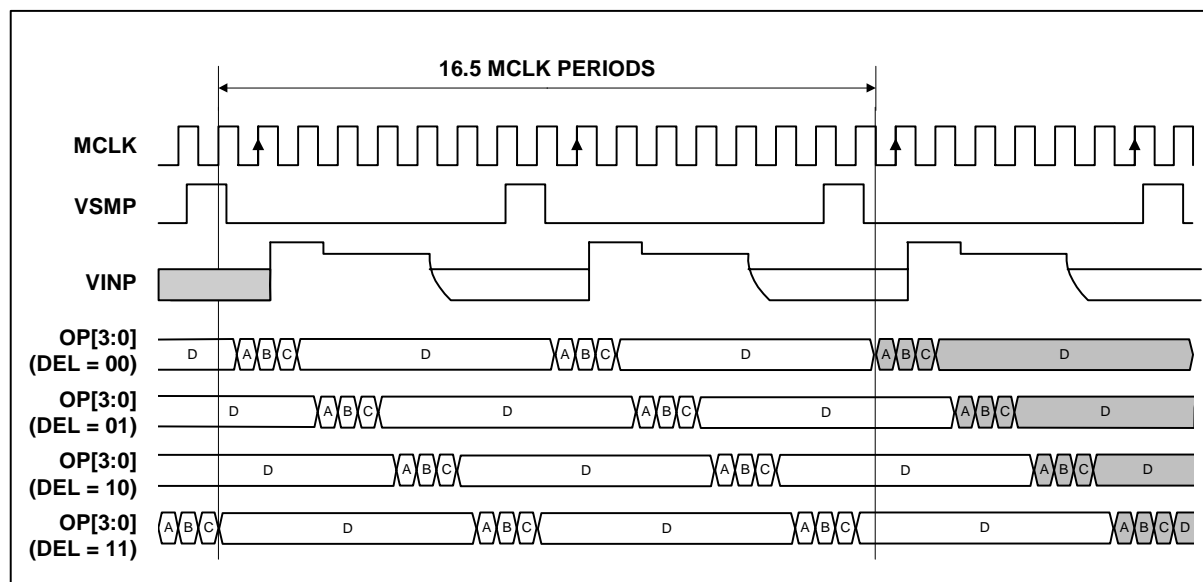 16.5 MCLK PERIODS
MCLK
VSMP
VINP
OP[3:0]
(DEL = 00)
D A B C D A B C D A B C D
OP[3:0]
(DEL = 01)
D A B C D A B C D A B C D
OP[3:0]
(DEL = 10)
D A B C D A B C D A B C D
OP[3:0]
(DEL = 11)
A B C D A B C D A B C D A B C D